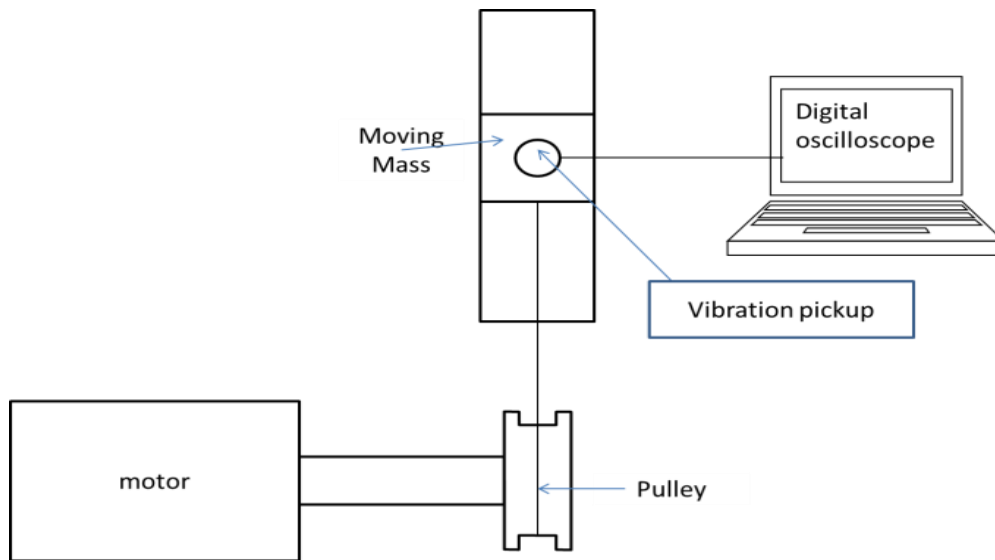 Moving
Mass
Digital
oscilloscope
Vibration pickup
motor
Pulley